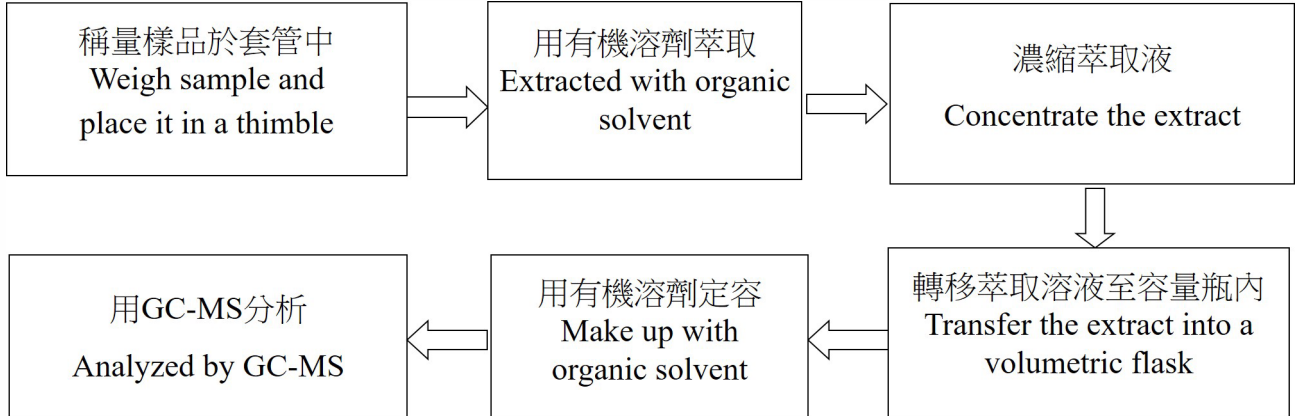 稱量樣品於套管中
Weigh sample and
place it in a thimble
用有機溶劑萃取
Extracted with organic
solvent
濃縮萃取液
Concentrate the extract
轉移萃取溶液至容量瓶內
Transfer the extract into a
volumetric flask
用有機溶劑定容
Make up with
organic solvent
用GC-MS分析
Analyzed by GC-MS